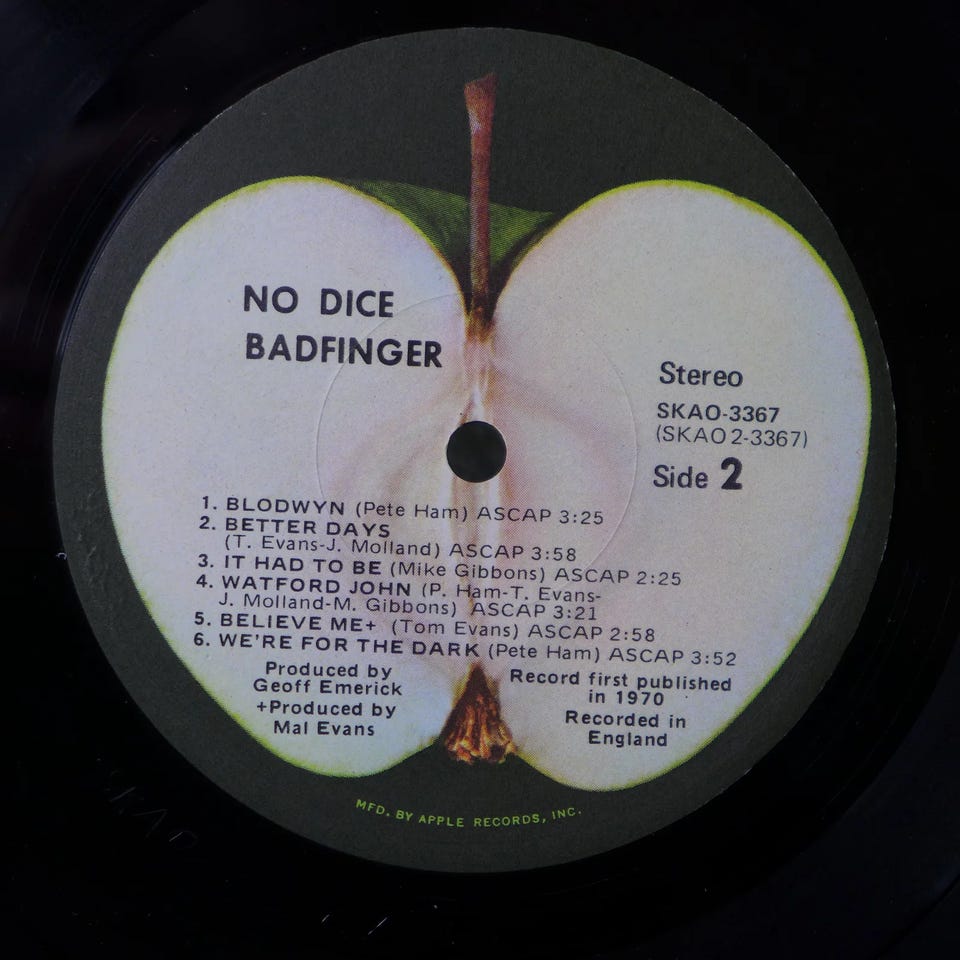 NO DICE
BADFINGER
Stereo
SKAO-3367
(SKAO 2-3367)
Side 2
1. BLODWYN (Pete Ham) ASCAP 3:25
2. BETTER DAYS
(T. Evans-J. Molland) ASCAP 3:58
3. IT HAD TO BE (Mike Gibbons) ASCAP 2:25
4. WATFORD JOHN (P. Ham-T. Evans-
J. Molland-M. Gibbons) ASCAP 3:21
5. BELIEVE ME+ (Tom Evans) ASCAP 2:58
6. WE'RE FOR THE DARK (Pete Ham) ASCAP 3:52
Produced by
Geoff Emerick
+Produced by
Mal Evans
Record first published
in 1970
Recorded in
England
MFD. BY APPLE RECORDS, INC.